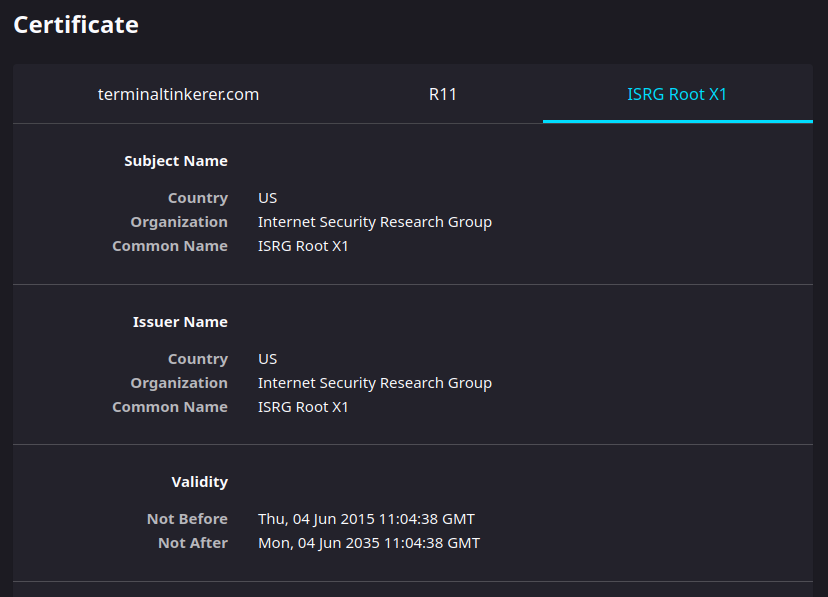 Certificate
terminaltinkerer.com R11 ISRG Root X1
Subject Name
Country US
Organization Internet Security Research Group
Common Name ISRG Root X1
Issuer Name
Country US
Organization Internet Security Research Group
Common Name ISRG Root X1
Validity
Not Before Thu, 04 Jun 2015 11:04:38 GMT
Not After Mon, 04 Jun 2035 11:04:38 GMT